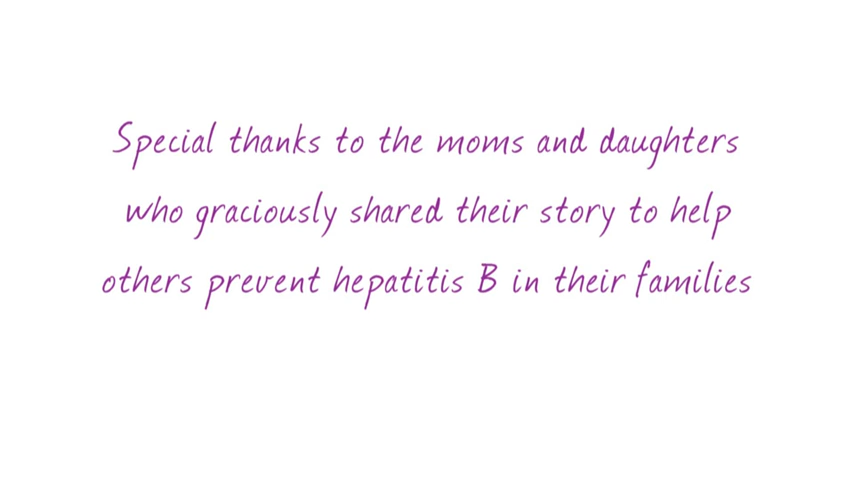 Special thanks to the moms and daughters
who graciously shared their story to help
others prevent hepatitis B in their families